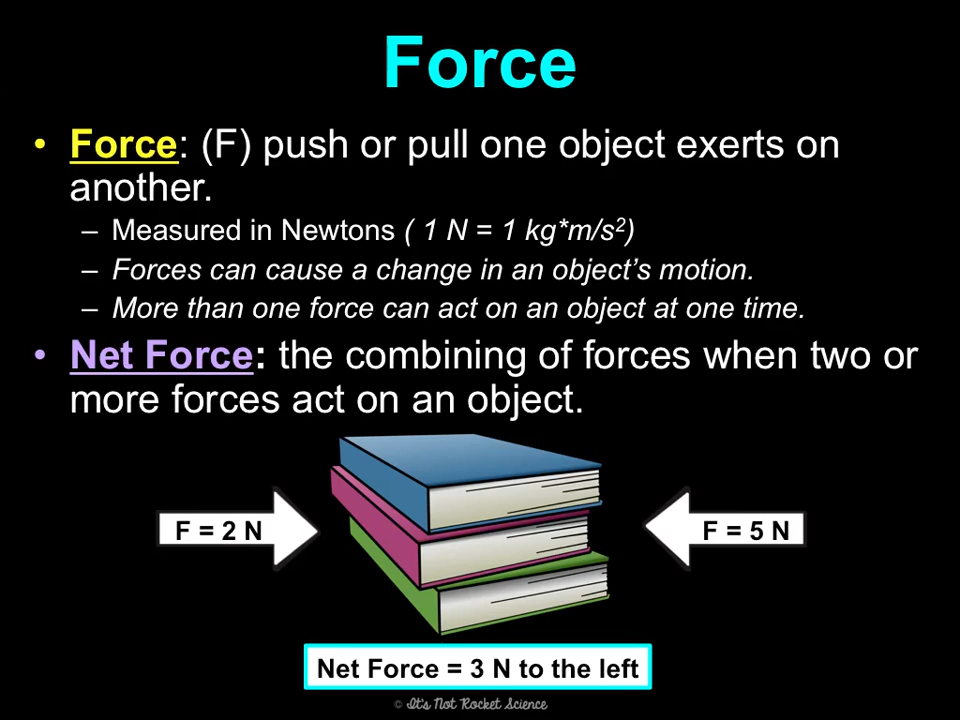 Force
• Force: (F) push or pull one object exerts on
another.
– Measured in Newtons ( 1 N = 1 kg*m/s²)
– Forces can cause a change in an object’s motion.
– More than one force can act on an object at one time.
• Net Force: the combining of forces when two or
more forces act on an object.
F = 2 N
F = 5 N
Net Force = 3 N to the left
© It's Not Rocket Science